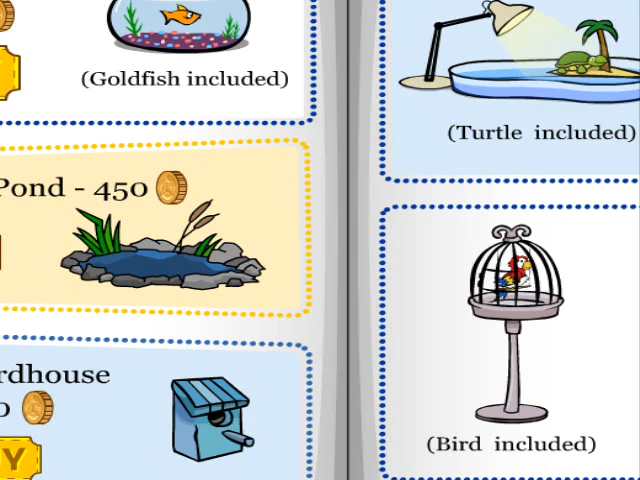 (Goldfish included)
Pond - 450
rdhouse
Y
(Turtle included)
(Bird included)